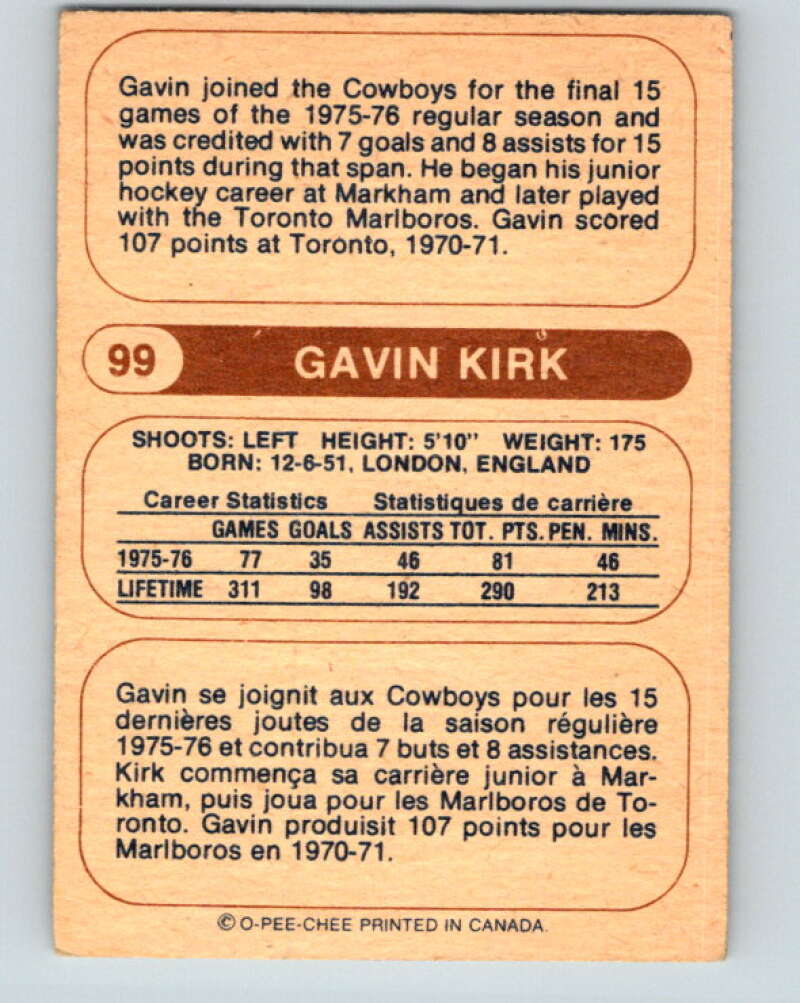 Gavin joined the Cowboys for the final 15
games of the 1975-76 regular season and
was credited with 7 goals and 8 assists for 15
points during that span. He began his junior
hockey career at Markham and later played
with the Toronto Marlboros. Gavin scored
107 points at Toronto, 1970-71.
99 GAVIN KIRK
SHOOTS: LEFT HEIGHT: 5'10" WEIGHT: 175
BORN: 12-6-51, LONDON, ENGLAND
Career Statistics Statistiques de carrière
GAMES GOALS ASSISTS TOT. PTS. PEN. MINS.
1975-76 77 35 46 81 46
LIFETIME 311 98 192 290 213
Gavin se joignit aux Cowboys pour les 15
dernières joutes de la saison régulière
1975-76 et contribua 7 buts et 8 assistances.
Kirk commença sa carrière junior à Mar-
kham, puis joua pour les Marlboros de To-
ronto. Gavin produisit 107 points pour les
Marlboros en 1970-71.
© O-PEE-CHEE PRINTED IN CANADA.